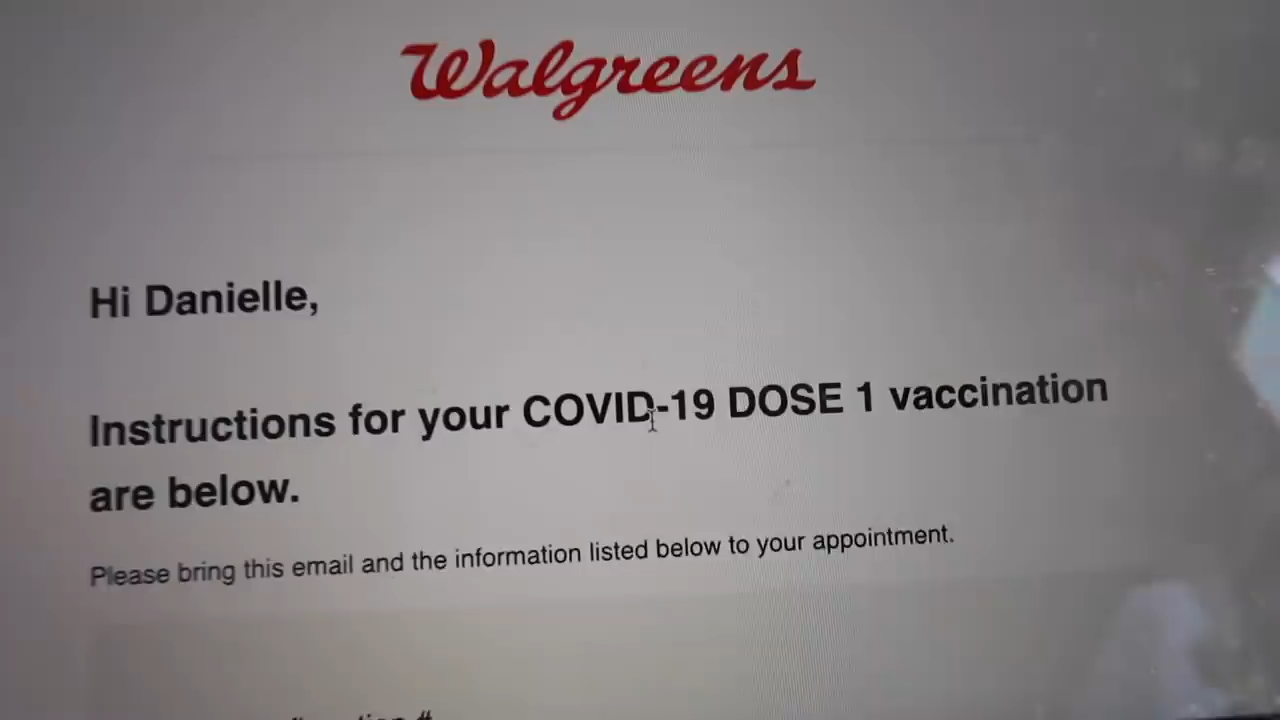 Walgreens
Hi Danielle,
Instructions for your COVID-19 DOSE 1 vaccination
are below.
Please bring this email and the information listed below to your appointment.
#